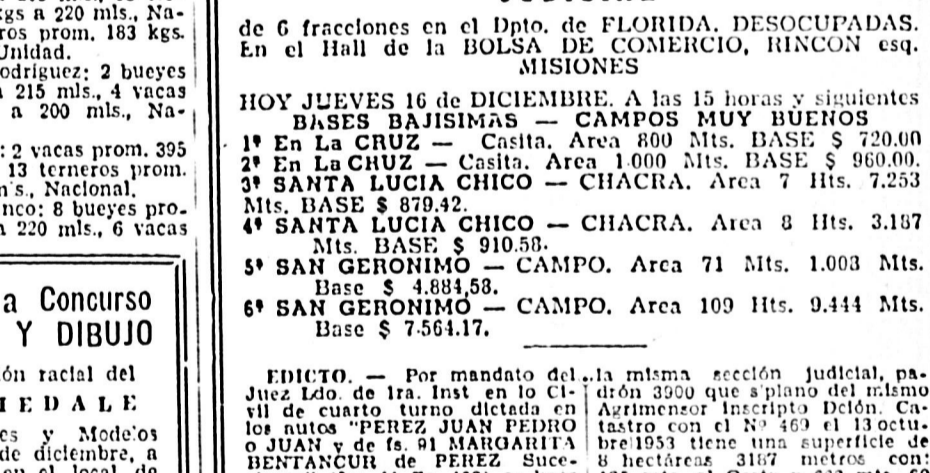 kgs a 220 mls., Na-
ros prom. 183 kgs.
Unidad.
odríguez: 2 bueyes
a 215 mls., 4 vacas
a 200 mls., Na-
: 2 vacas prom. 395
13 terneros prom.
Nacional.
nco: 8 bueyes pro-
a 220 mls., 6 vacas
a Concurso
Y DIBUJO
ón racial del
IEDALE
es y Modelos
de diciembre, a
en el local de
de 6 fracciones en el Dpto. de FLORIDA. DESOCUPADAS.
En el Hall de la BOLSA DE COMERCIO, RINCON esq.
MISIONES
HOY JUEVES 16 de DICIEMBRE. A las 15 horas y siguientes
BASES BAJISIMAS — CAMPOS MUY BUENOS
1º En La CRUZ — Casita. Area 800 Mts. BASE $ 720.00
2º En La CRUZ — Casita. Area 1.000 Mts. BASE $ 960.00.
3º SANTA LUCIA CHICO — CHACRA. Area 7 Hts. 7.253
Mts. BASE $ 879.42.
4º SANTA LUCIA CHICO — CHACRA. Area 8 Hts. 3.187
Mts. BASE $ 910.58.
5º SAN GERONIMO — CAMPO. Area 71 Mts. 1.003 Mts.
Base $ 4.884,58.
6º SAN GERONIMO — CAMPO. Area 109 Hts. 9.444 Mts.
Base $ 7.564.17.
EDICTO. — Por mandato del
Juez Ldo. de 1ra. Inst en lo Ci-
vil de cuarto turno dictada en
los autos "PEREZ JUAN PEDRO
o JUAN y de fs. 91 MARGARITA
BENTANCUR de PEREZ Suce-
la misma sección judicial, pa-
drón 3900 que s'plano del mismo
Agrimensor Inscripto Dción. Ca-
tastro con el Nº 469 el 13 octu-
bre 1953 tiene una superficie de
8 hectáreas 3187 metros con: